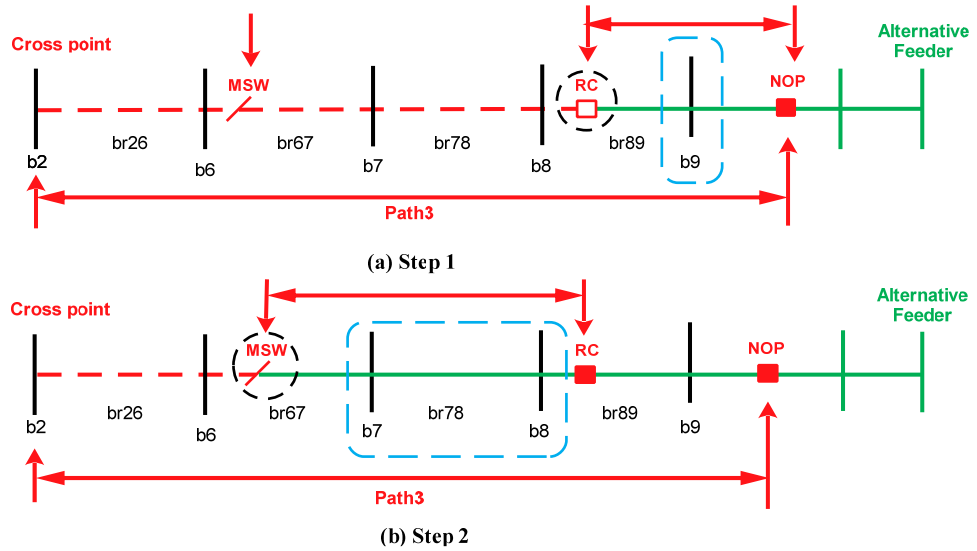 Cross point
MSW
RC
NOP
Alternative
Feeder
br26
br67
br78
br89
b2
b6
b7
b8
b9
Path3
(a) Step 1
Cross point
MSW
RC
NOP
Alternative
Feeder
br26
br67
br78
br89
b2
b6
b7
b8
b9
Path3
(b) Step 2